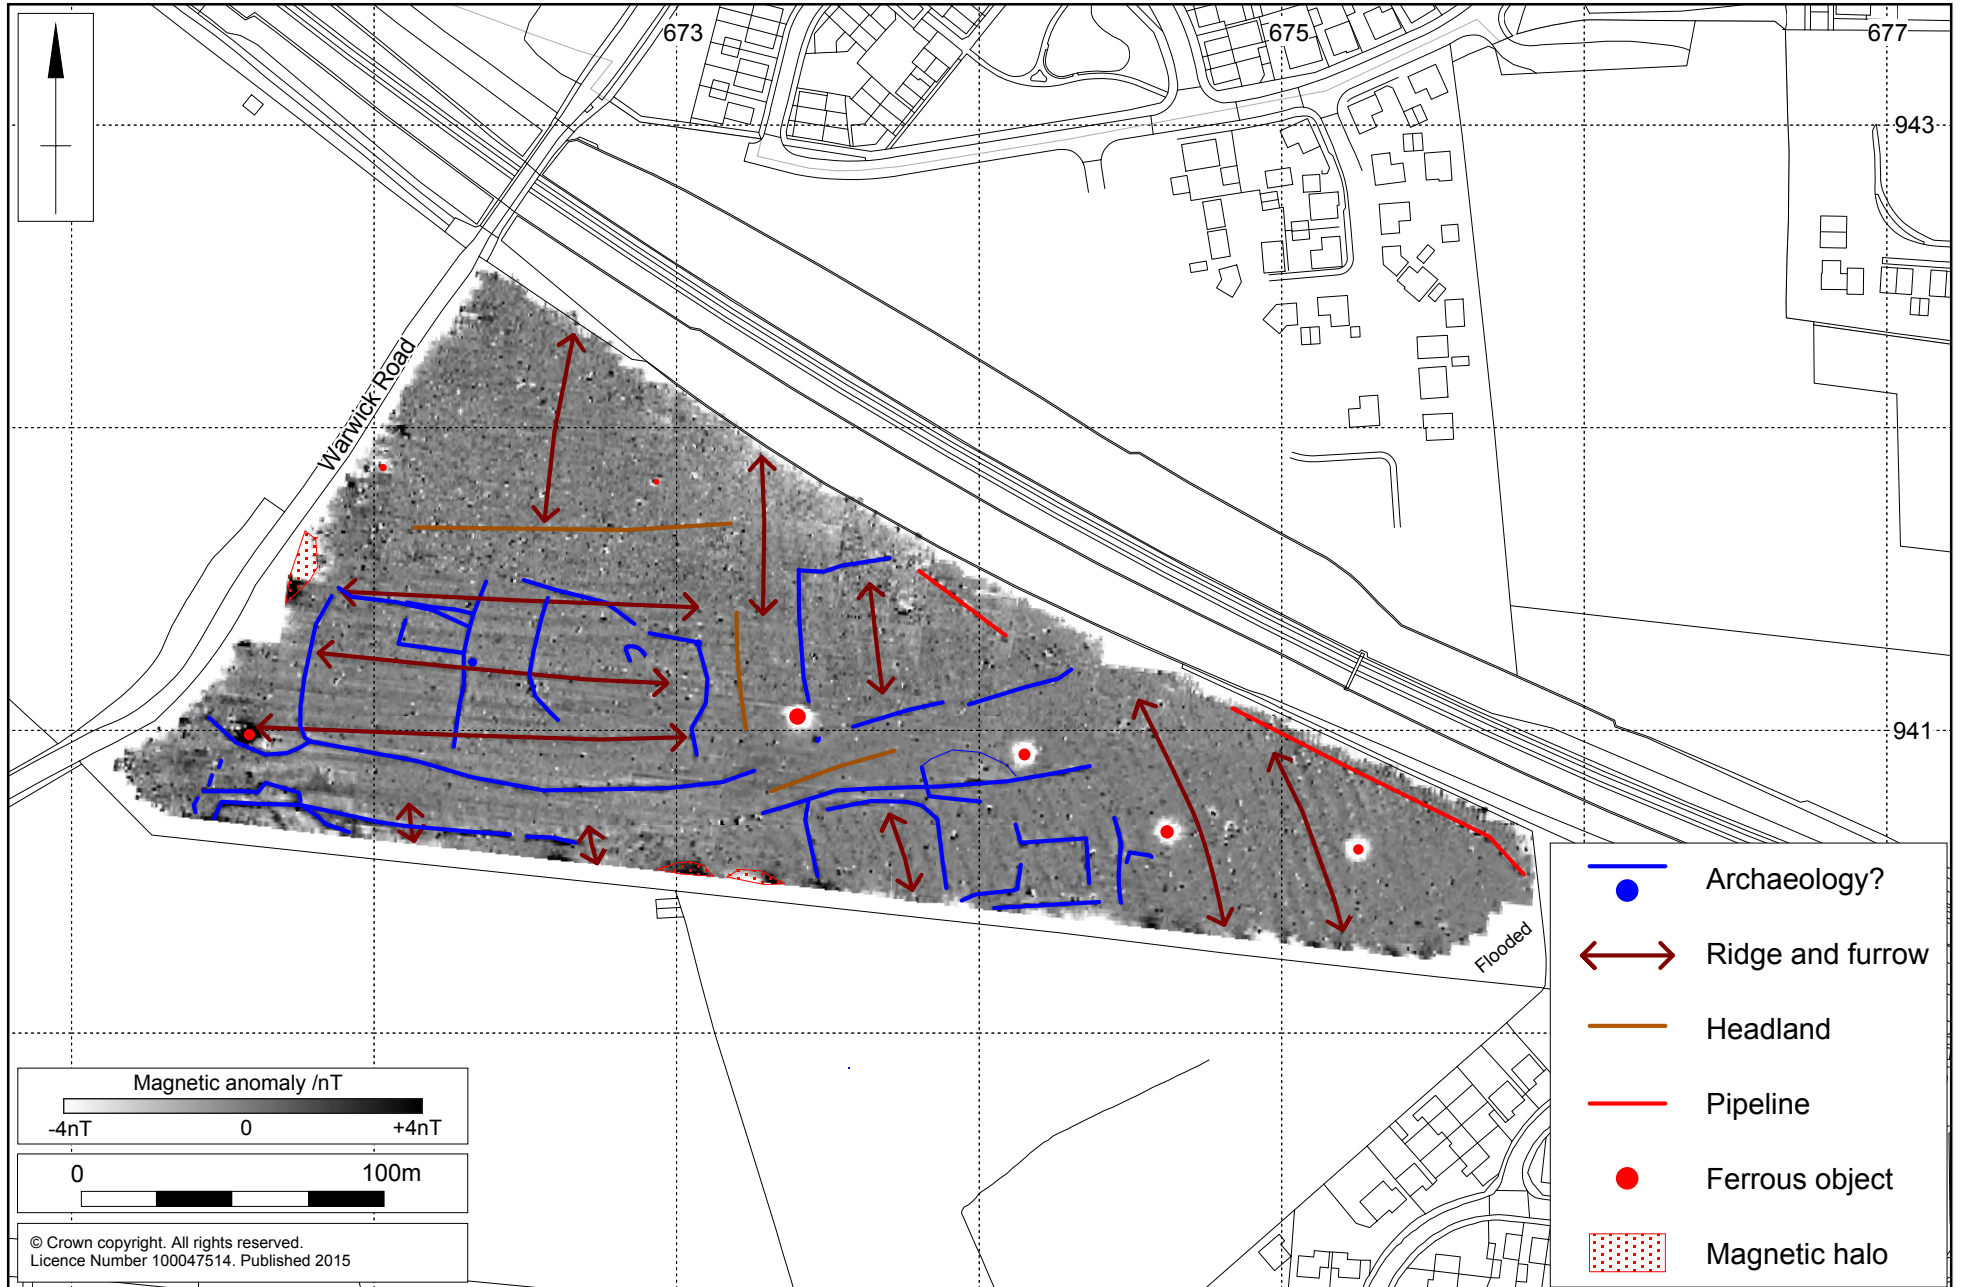 673
675
677
943
Warwick Road
941
Flooded
Archaeology?
Ridge and furrow
Headland
Pipeline
Ferrous object
Magnetic halo
Magnetic anomaly /nT
-4nT 0 +4nT
0 100m
© Crown copyright. All rights reserved.
Licence Number 100047514. Published 2015